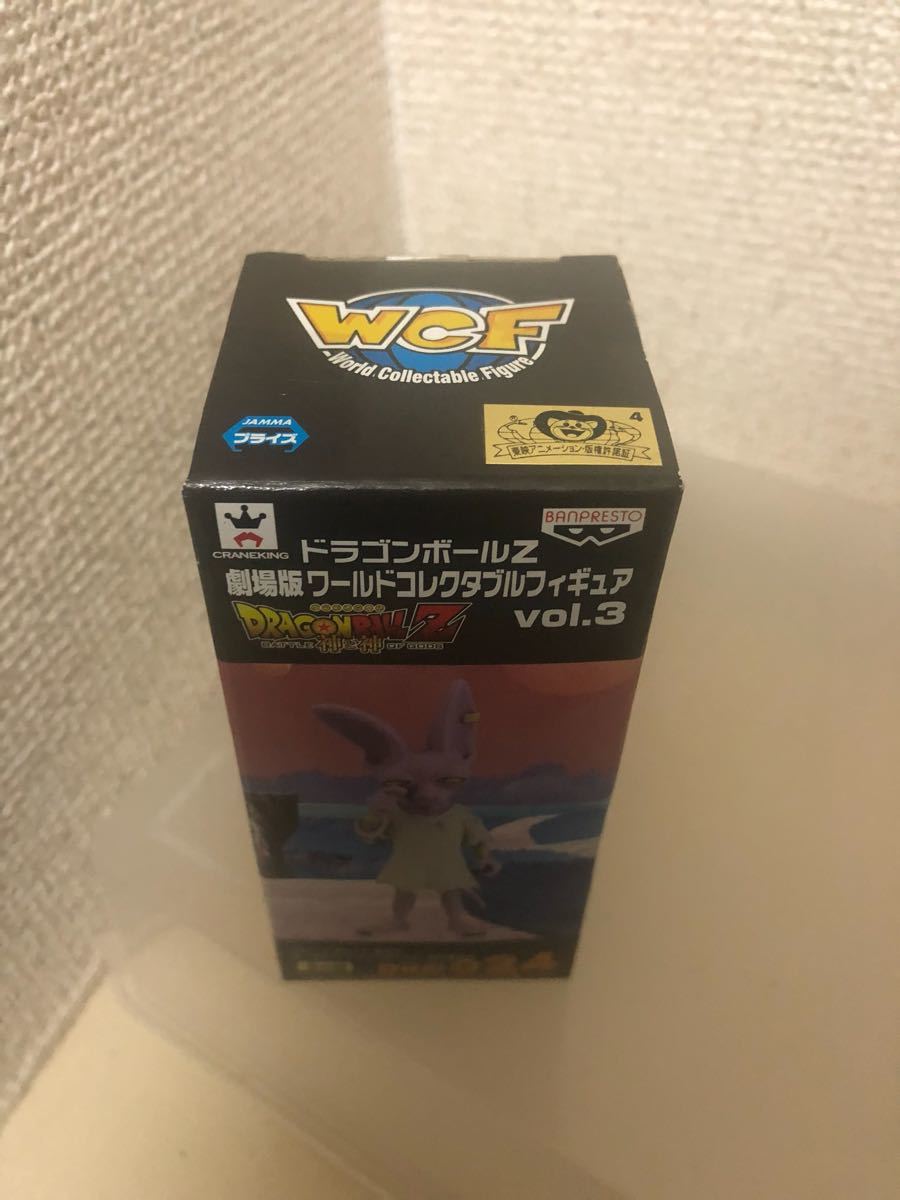 WCF
World Collectable Figure
JAMMA
プライズ
4
東映アニメーション・版権許諾証
CRANEKING
BANPRESTO
ドラゴンボールZ
劇場版 ワールドコレクタブルフィギュア
vol.3
DRAGONBALL Z
BATTLE 神と神 OF GODS